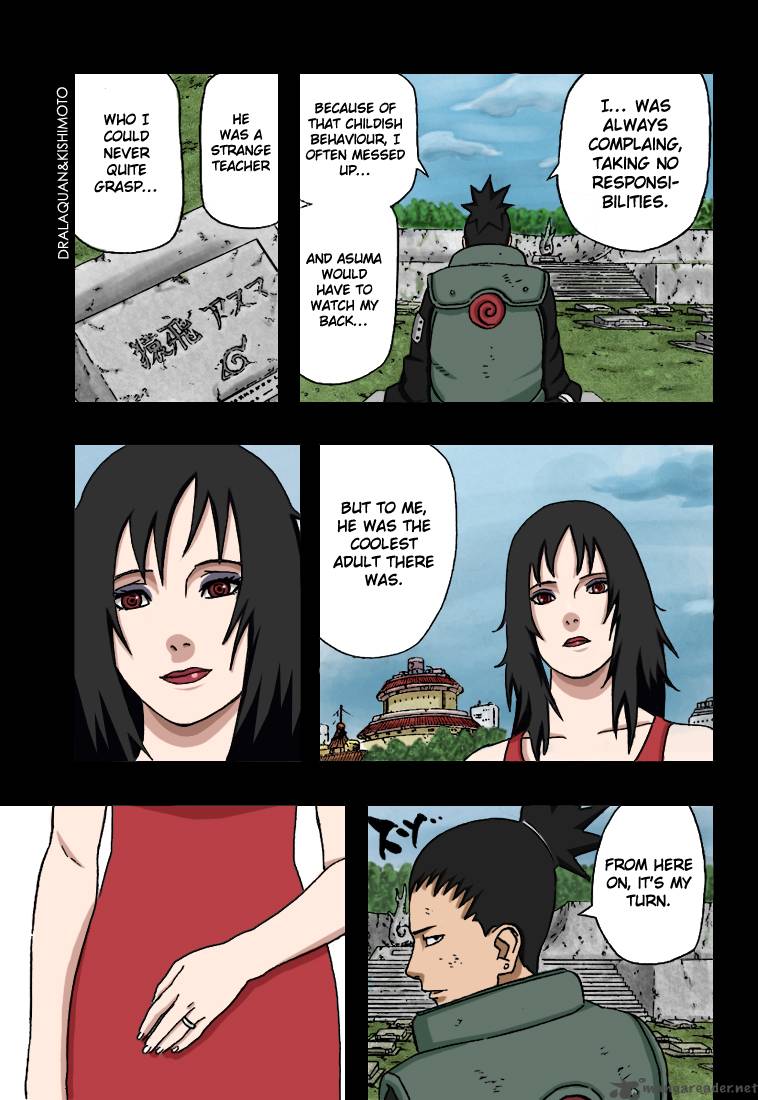 I... WAS
ALWAYS
COMPLAING,
TAKING NO
RESPONSI-
BILITIES.
BECAUSE OF
THAT CHILDISH
BEHAVIOUR, I
OFTEN MESSED
UP...
AND ASUMA
WOULD
HAVE TO
WATCH MY
BACK...
HE
WAS A
STRANGE
TEACHER
WHO I
COULD
NEVER
QUITE
GRASP...
猿飛 アスマ
DRALAQUAN&KISHIMOTO
BUT TO ME,
HE WAS THE
COOLEST
ADULT THERE
WAS.
FROM HERE
ON, IT'S MY
TURN.
mangareader.net